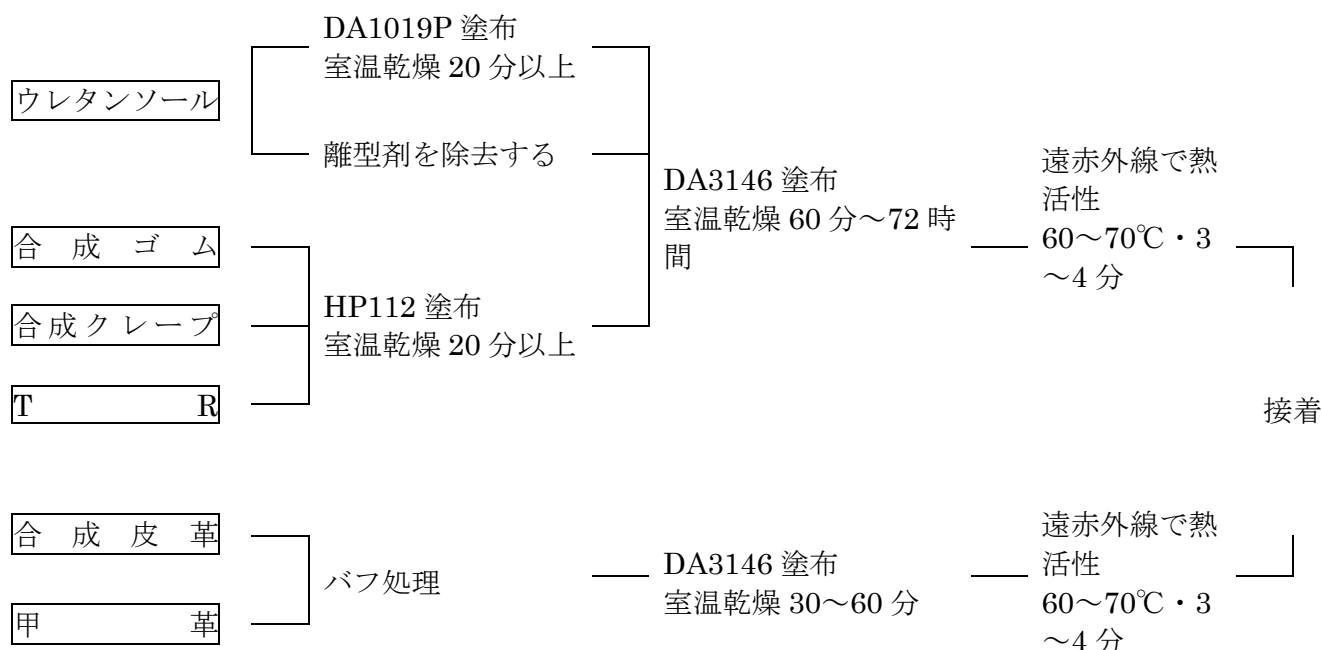 DA1019P 塗布
室温乾燥 20 分以上
ウレタンソール
離型剤を除去する
DA3146 塗布
室温乾燥 60 分～72 時
間
遠赤外線で熱
活性
60～70℃・3
～4 分
合成ゴム
合成クレープ
HP112 塗布
室温乾燥 20 分以上
T R
接着
合成皮革
甲革
バフ処理
DA3146 塗布
室温乾燥 30～60 分
遠赤外線で熱
活性
60～70℃・3
～4 分